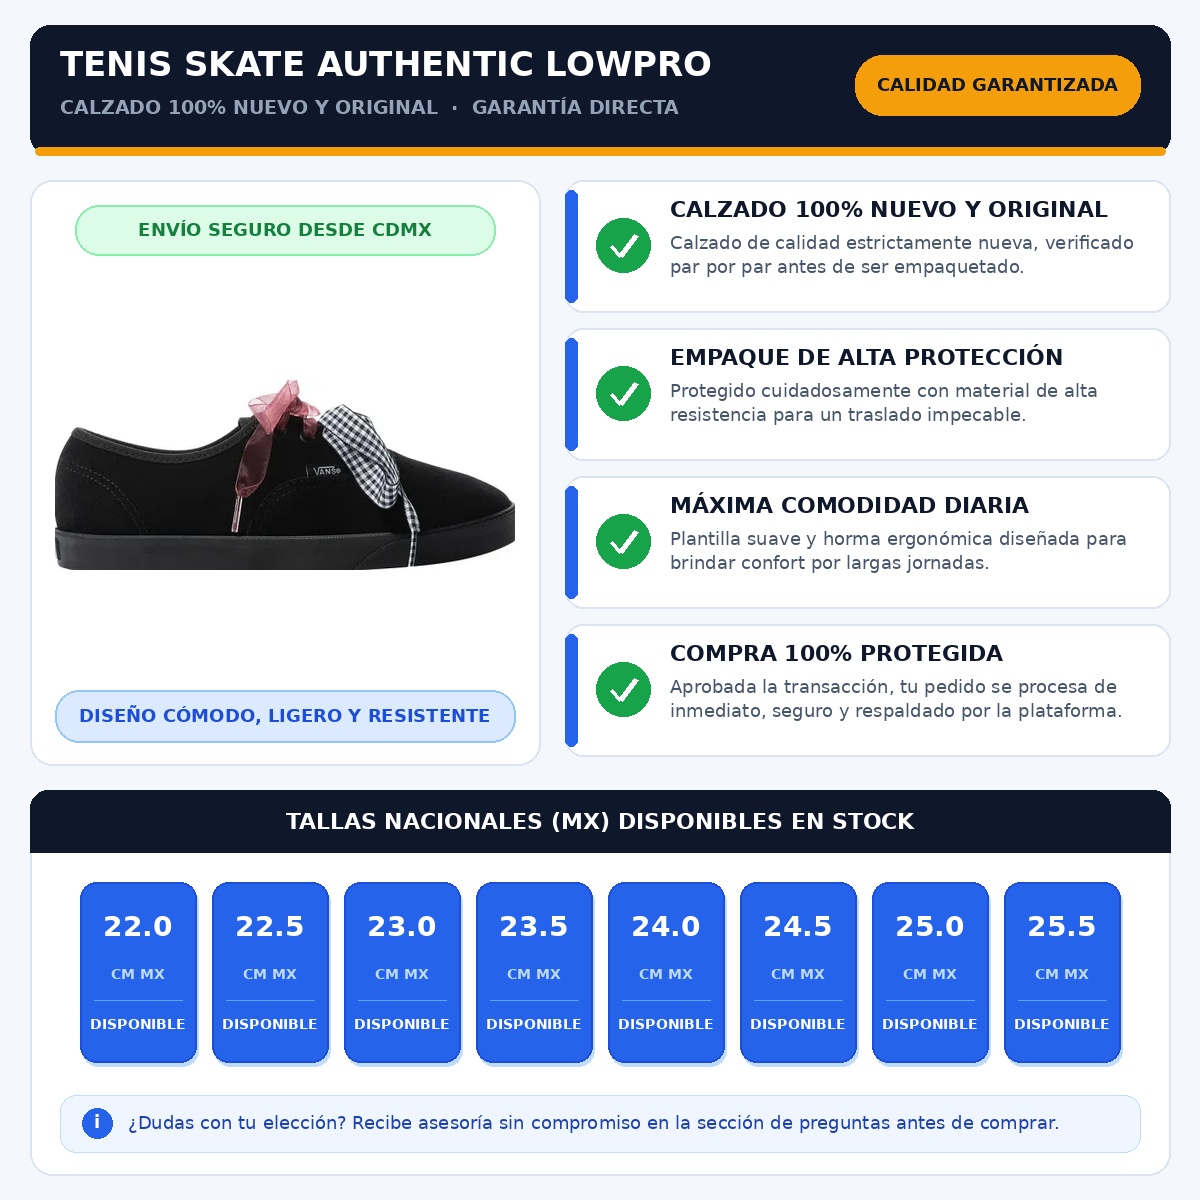 TENIS SKATE AUTHENTIC LOWPRO
CALZADO 100% NUEVO Y ORIGINAL · GARANTÍA DIRECTA
CALIDAD GARANTIZADA
ENVÍO SEGURO DESDE CDMX
VANS
DISEÑO CÓMODO, LIGERO Y RESISTENTE
CALZADO 100% NUEVO Y ORIGINAL
Calzado de calidad estrictamente nueva, verificado
par por par antes de ser empaquetado.
EMPAQUE DE ALTA PROTECCIÓN
Protegido cuidadosamente con material de alta
resistencia para un traslado impecable.
MÁXIMA COMODIDAD DIARIA
Plantilla suave y horma ergonómica diseñada para
brindar confort por largas jornadas.
COMPRA 100% PROTEGIDA
Aprobada la transacción, tu pedido se procesa de
inmediato, seguro y respaldado por la plataforma.
TALLAS NACIONALES (MX) DISPONIBLES EN STOCK
22.0 22.5 23.0 23.5 24.0 24.5 25.0 25.5
CM MX CM MX CM MX CM MX CM MX CM MX CM MX CM MX
DISPONIBLE DISPONIBLE DISPONIBLE DISPONIBLE DISPONIBLE DISPONIBLE DISPONIBLE DISPONIBLE
i ¿Dudas con tu elección? Recibe asesoría sin compromiso en la sección de preguntas antes de comprar.